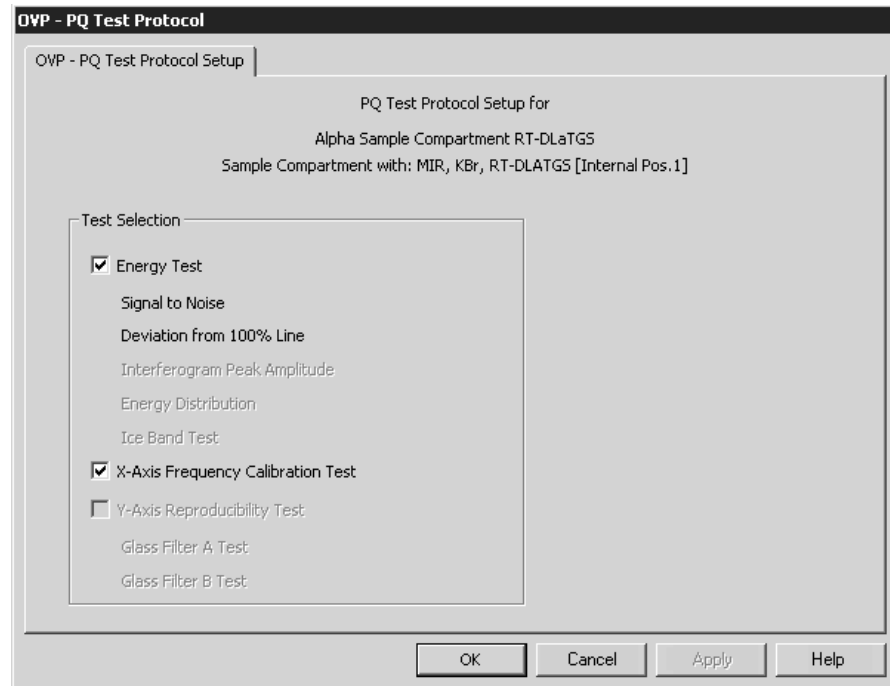 OVP - PQ Test Protocol
OVP - PQ Test Protocol Setup
PQ Test Protocol Setup for
Alpha Sample Compartment RT-DLaTGS
Sample Compartment with: MIR, KBr, RT-DLATGS [Internal Pos.1]
Test Selection
Energy Test
Signal to Noise
Deviation from 100% Line
Interferogram Peak Amplitude
Energy Distribution
Ice Band Test
X-Axis Frequency Calibration Test
Y-Axis Reproducibility Test
Glass Filter A Test
Glass Filter B Test
OK Cancel Apply Help